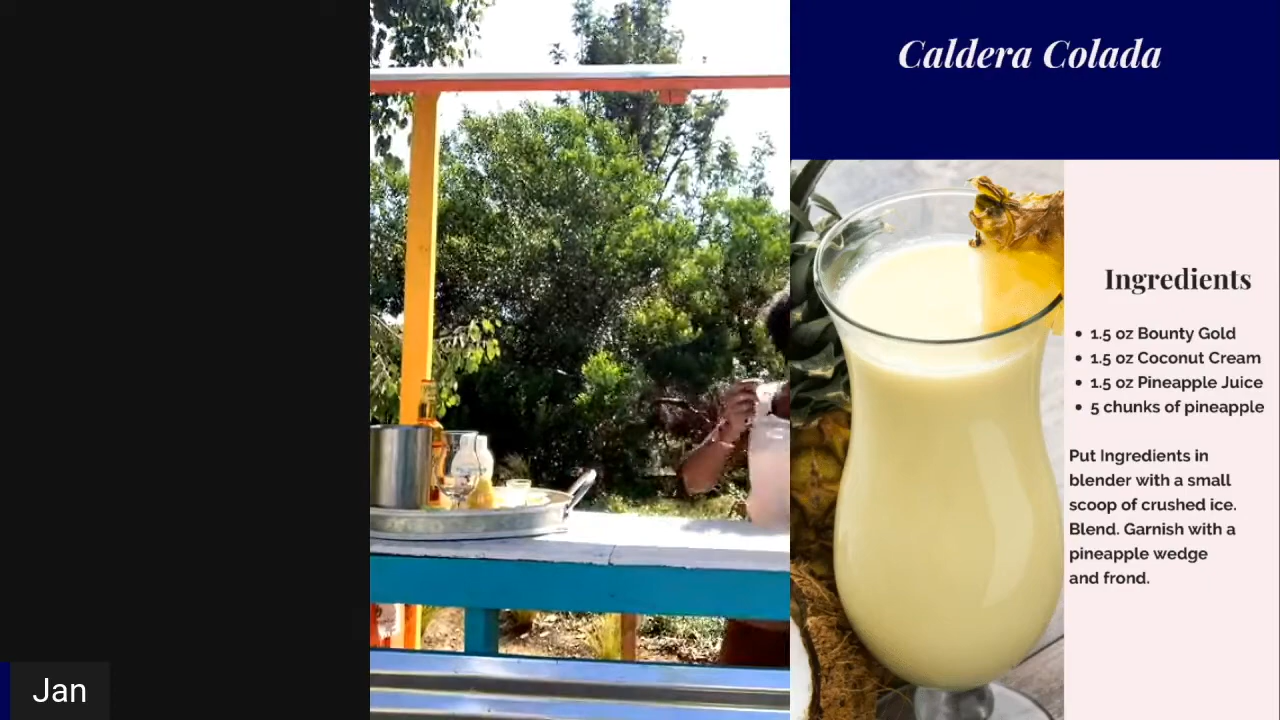 Caldera Colada
Ingredients
• 1.5 oz Bounty Gold
• 1.5 oz Coconut Cream
• 1.5 oz Pineapple Juice
• 5 chunks of pineapple
Put Ingredients in
blender with a small
scoop of crushed ice.
Blend. Garnish with a
pineapple wedge
and frond.
Jan